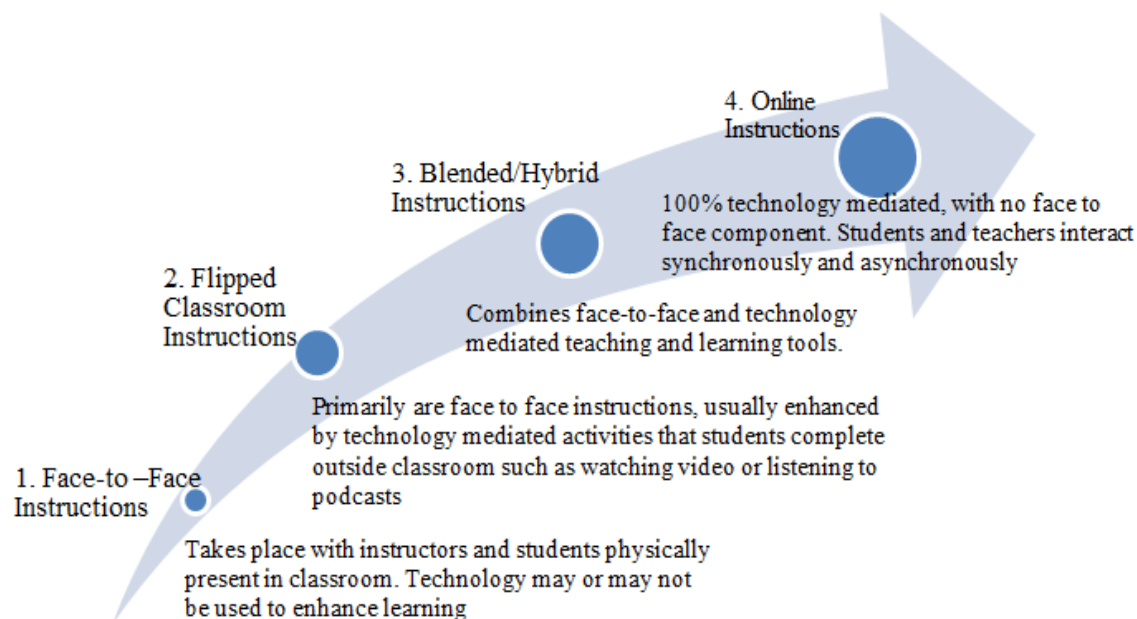 4. Online
Instructions
100% technology mediated, with no face to
face component. Students and teachers interact
synchronously and asynchronously
3. Blended/Hybrid
Instructions
Combines face-to-face and technology
mediated teaching and learning tools.
2. Flipped
Classroom
Instructions
Primarily are face to face instructions, usually enhanced
by technology mediated activities that students complete
outside classroom such as watching video or listening to
podcasts
1. Face-to –Face
Instructions
Takes place with instructors and students physically
present in classroom. Technology may or may not
be used to enhance learning